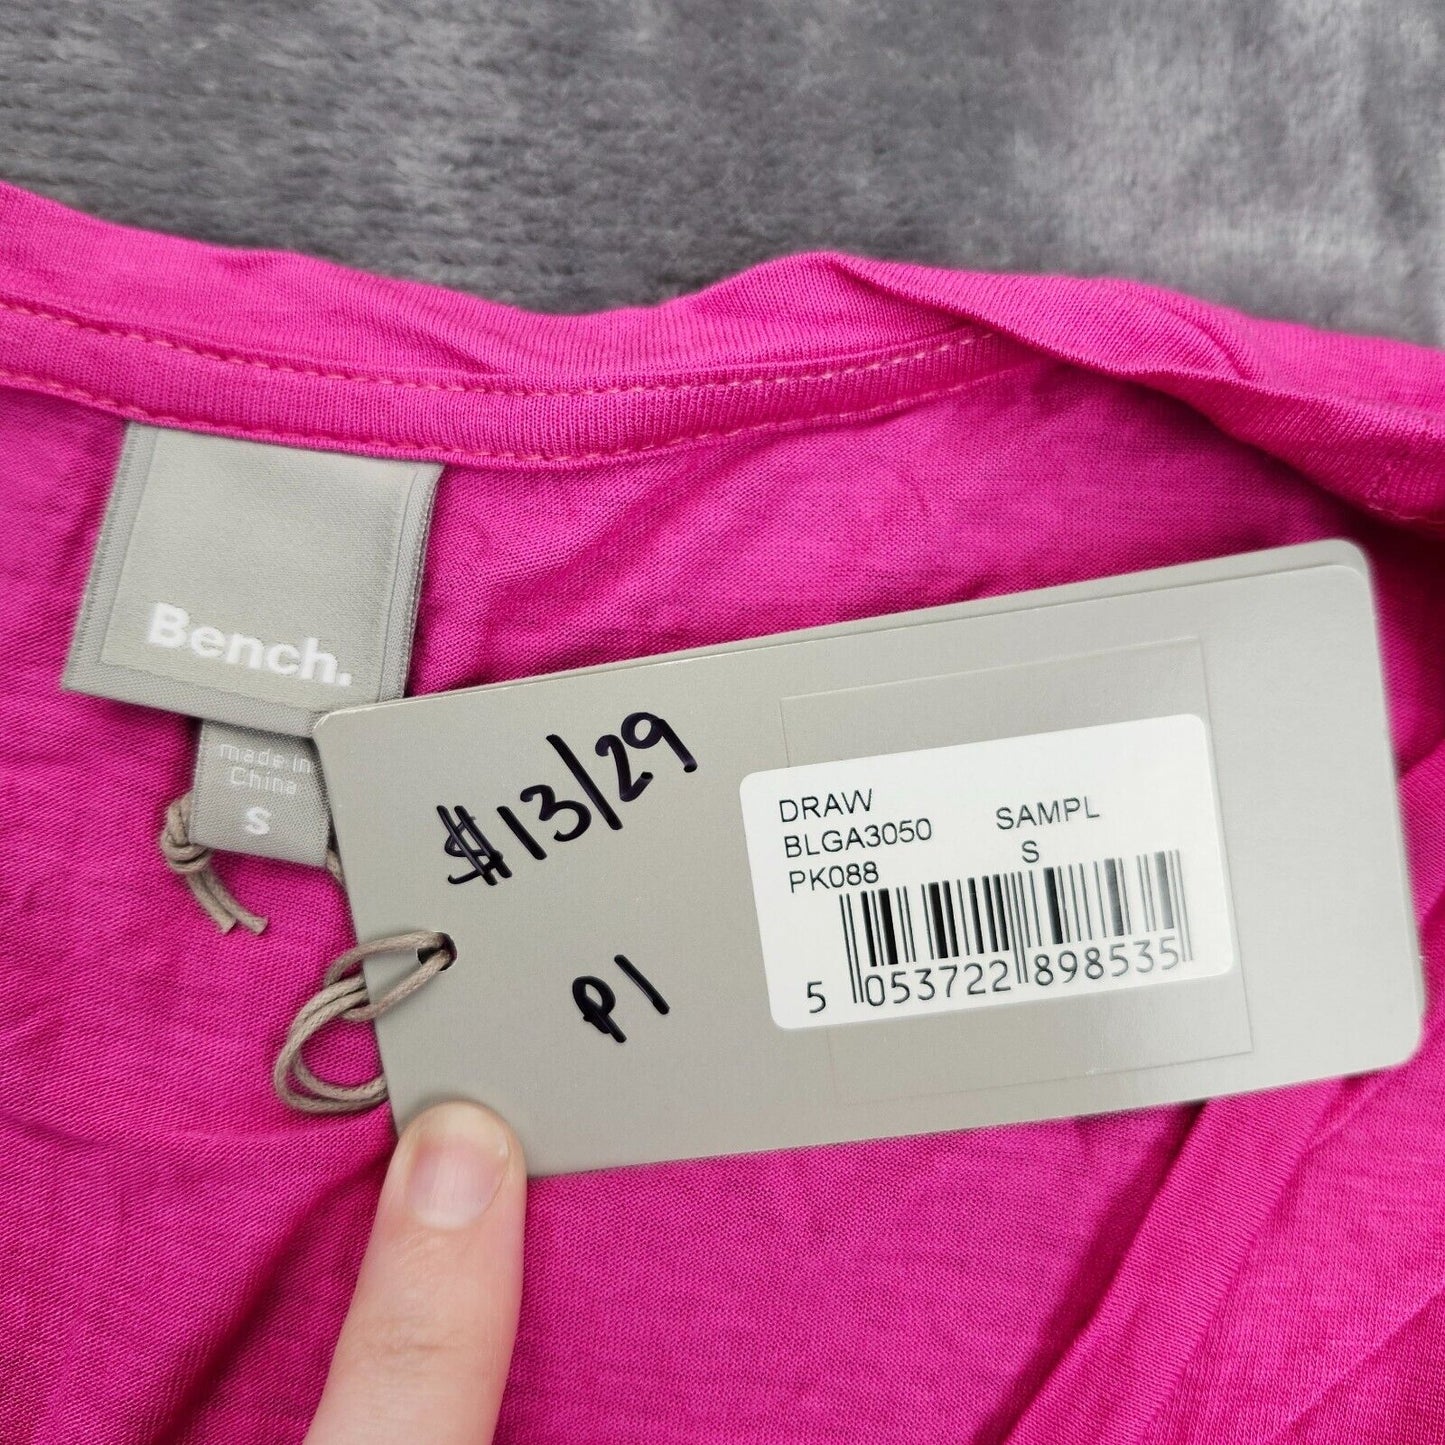 Bench.
made in
China
S
$13/29
P1
DRAW
BLGA3050 SAMPL
PK088 S
5 053722 898535